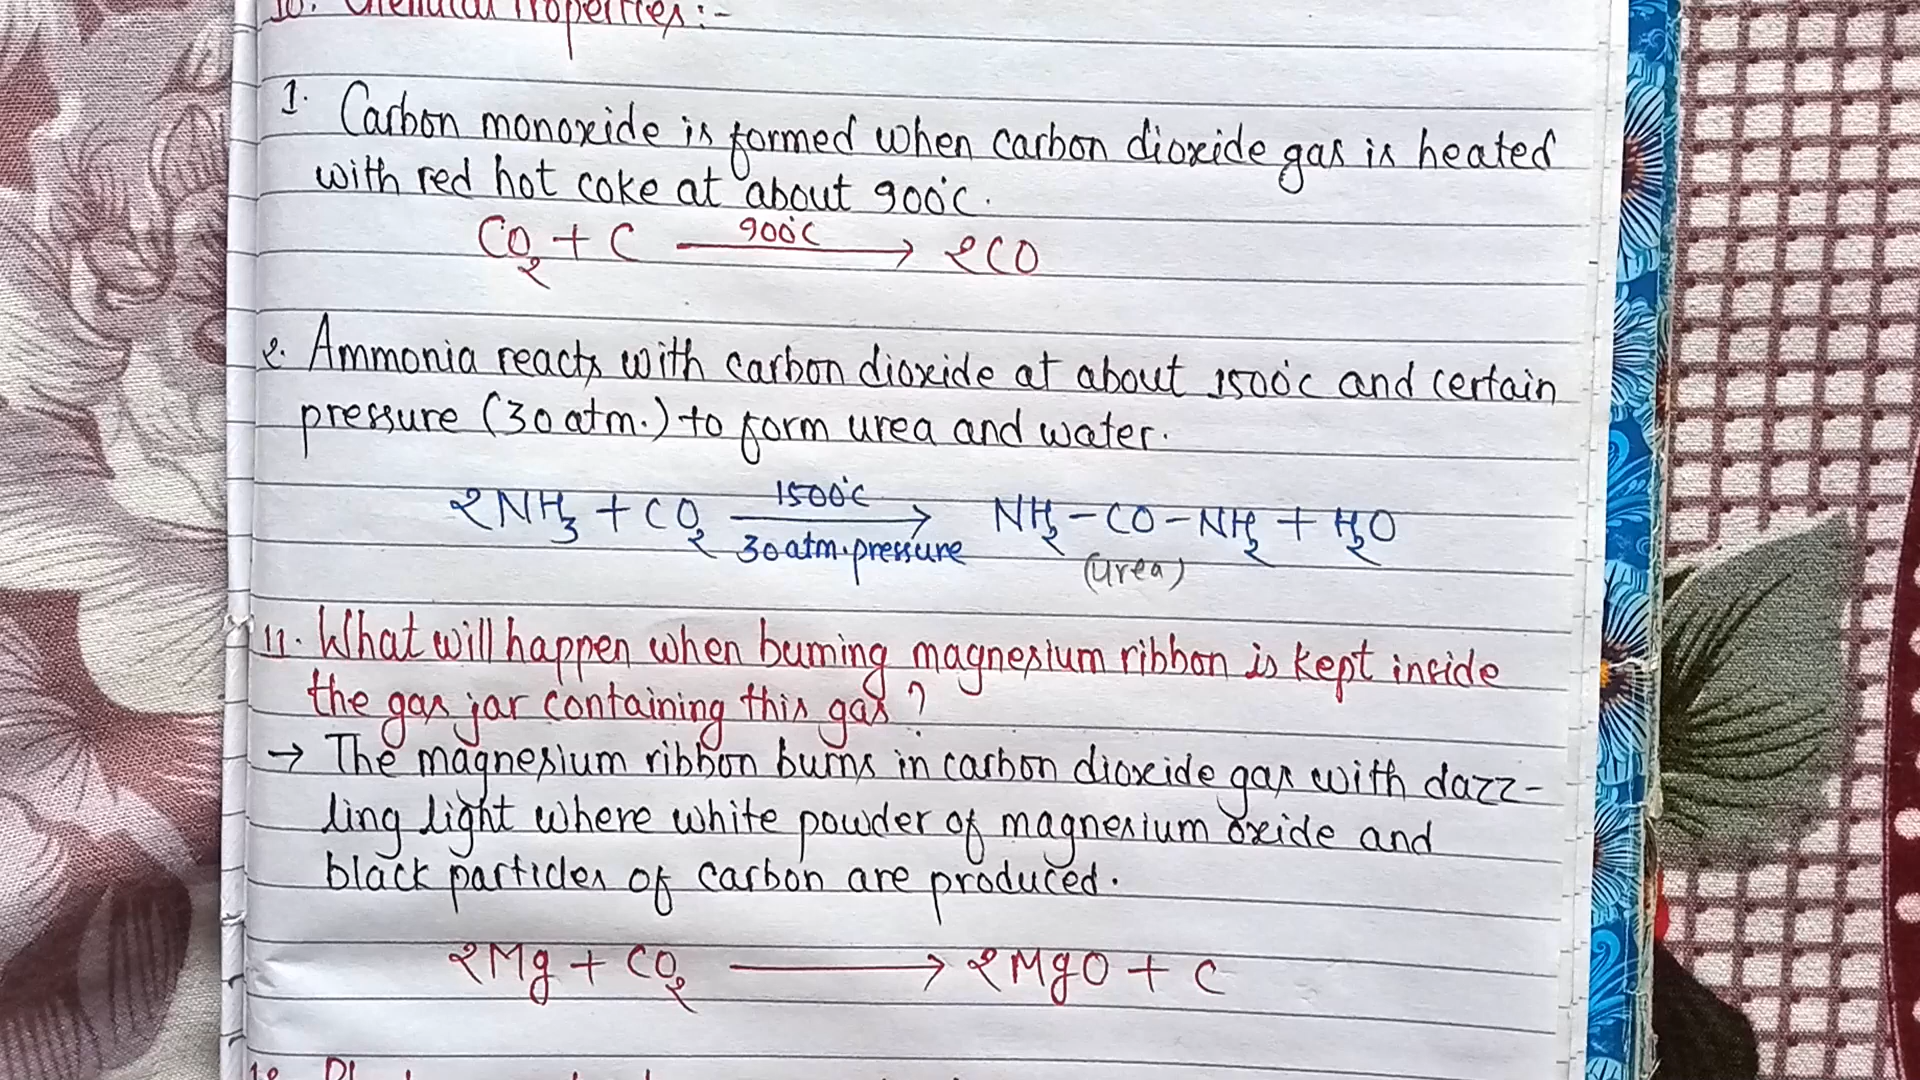 10. General Properties:-
1. Carbon monoxide is formed when carbon dioxide gas is heated
with red hot coke at about 900°C.
CO₂ + C 900°C → 2CO
2. Ammonia reacts with carbon dioxide at about 1500°C and certain
pressure (30 atm.) to form urea and water.
2NH₃ + CO₂ 1500°C → NH₂-CO-NH₂ + H₂O
30 atm. pressure (urea)
11. What will happen when burning magnesium ribbon is kept inside
the gas jar containing this gas?
→ The magnesium ribbon burns in carbon dioxide gas with dazz-
ling light where white powder of magnesium oxide and
black particles of carbon are produced.
2Mg + CO₂ → 2MgO + C